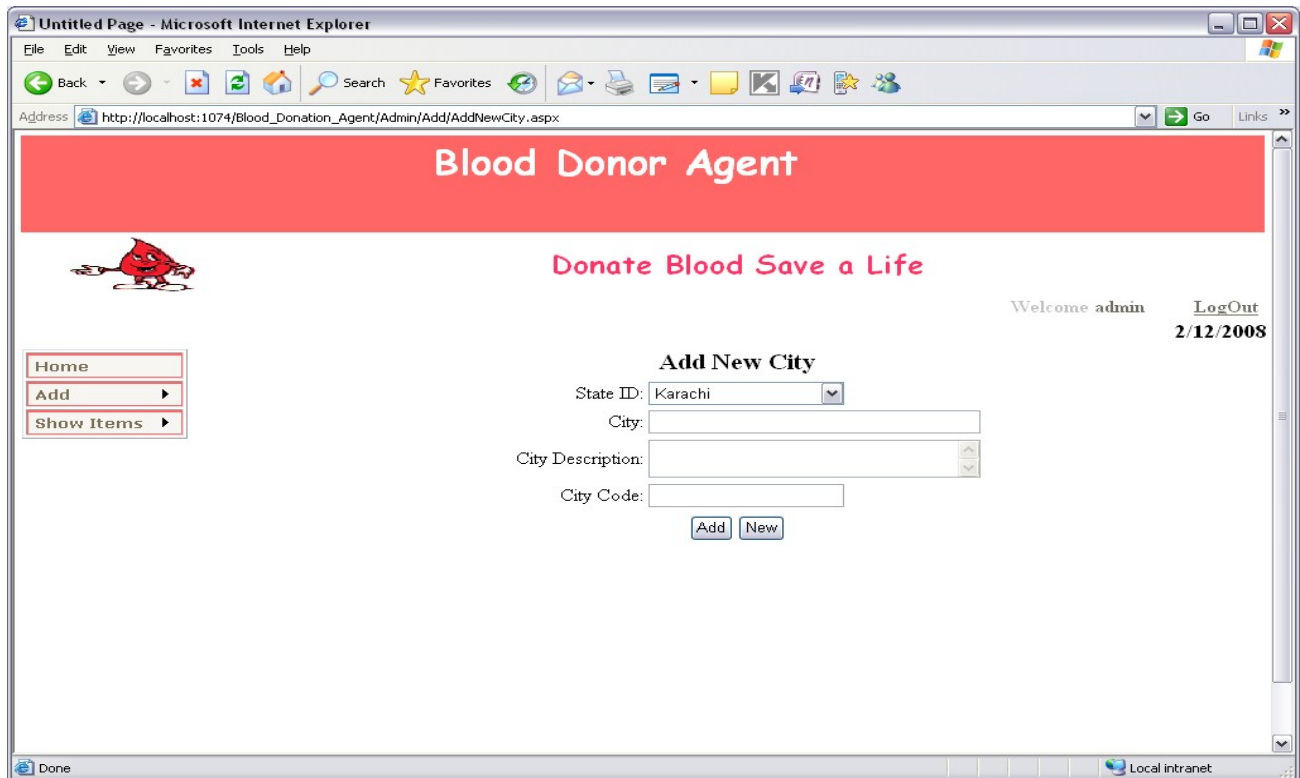 Untitled Page - Microsoft Internet Explorer
File Edit View Favorites Tools Help
Back Search Favorites
Address http://localhost:1074/Blood_Donation_Agent/Admin/Add/AddNewCity.aspx Go Links »
Blood Donor Agent
Donate Blood Save a Life
Welcome admin LogOut
2/12/2008
Home
Add
Show Items
Add New City
State ID: Karachi
City:
City Description:
City Code:
Add New
Done Local intranet